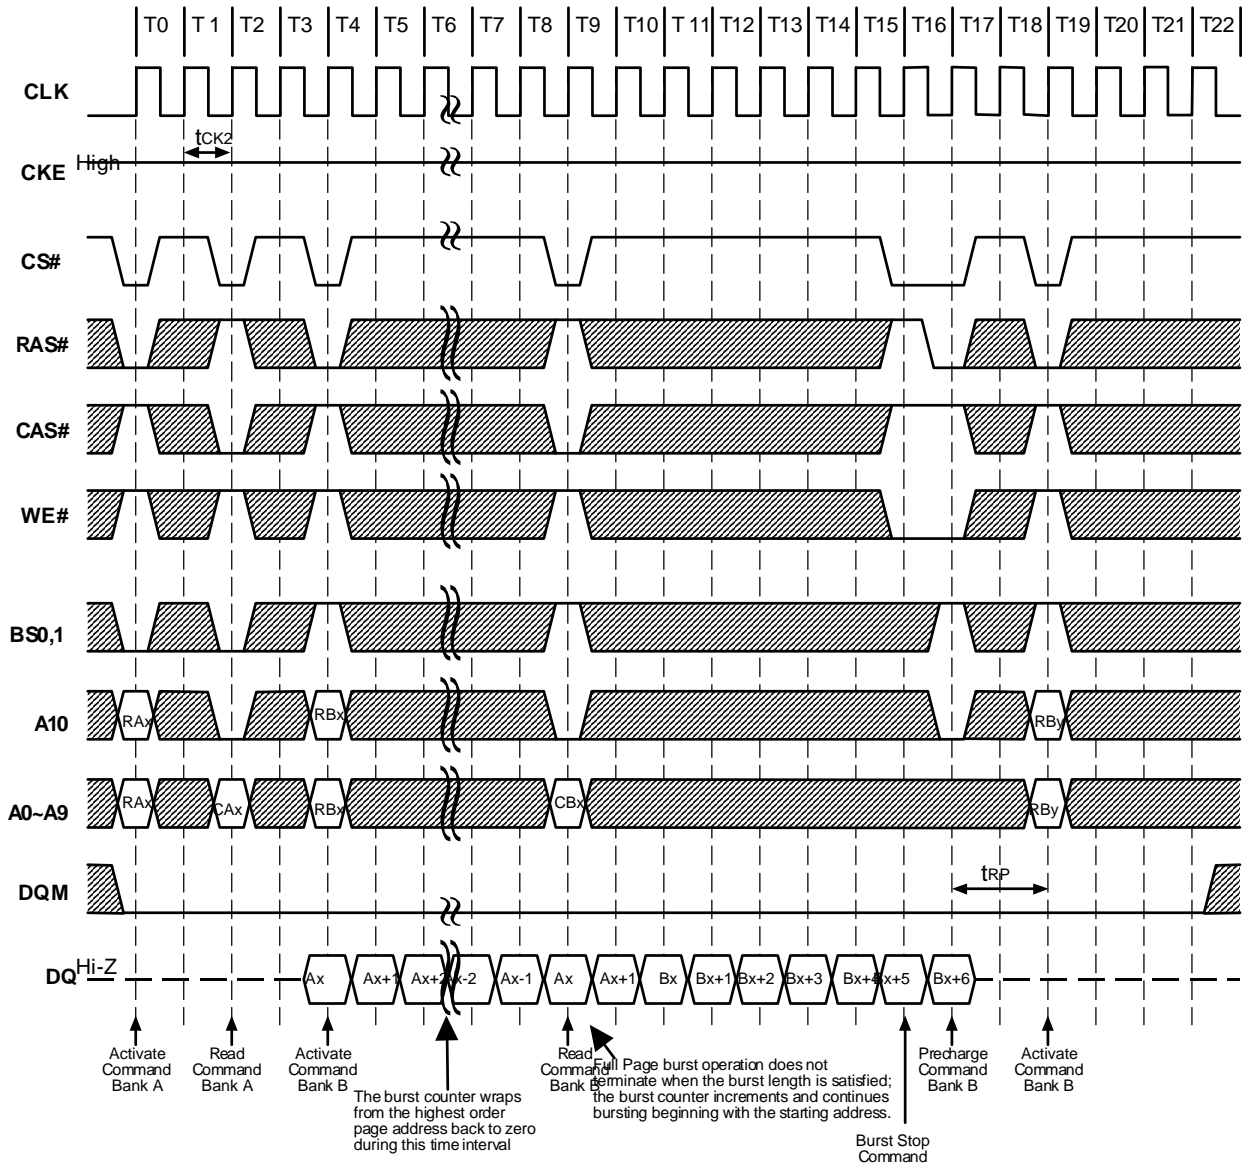 T0 T 1 T2 T3 T4 T5 T6 T7 T8 T9 T10 T 11 T12 T13 T14 T15 T16 T17 T18 T19 T20 T21 T22
CLK
tCK2
CKE High
CS#
RAS#
CAS#
WE#
BS0,1
A10 RAx RBx RBy
A0~A9 RAx CAx RBx CBx RBy
DQM tRP
DQ Hi-Z Ax Ax+1 Ax+2 Ax-2 Ax-1 Ax Ax+1 Bx Bx+1 Bx+2 Bx+3 Bx+4 Bx+5 Bx+6
Activate
Command
Bank A
Read
Command
Bank A
Activate
Command
Bank B
The burst counter wraps
from the highest order
page address back to zero
during this time interval
Read
Command
Bank B
Full Page burst operation does not
terminate when the burst length is satisfied;
the burst counter increments and continues
bursting beginning with the starting address.
Burst Stop
Command
Precharge
Command
Bank B
Activate
Command
Bank B